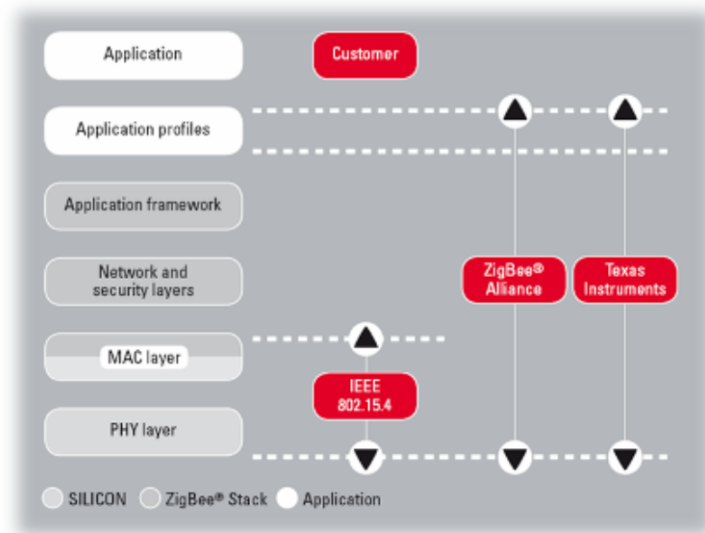 Application
Customer
Application profiles
Application framework
Network and
security layers
ZigBee®
Alliance
Texas
Instruments
MAC layer
IEEE
802.15.4
PHY layer
SILICON ZigBee® Stack Application